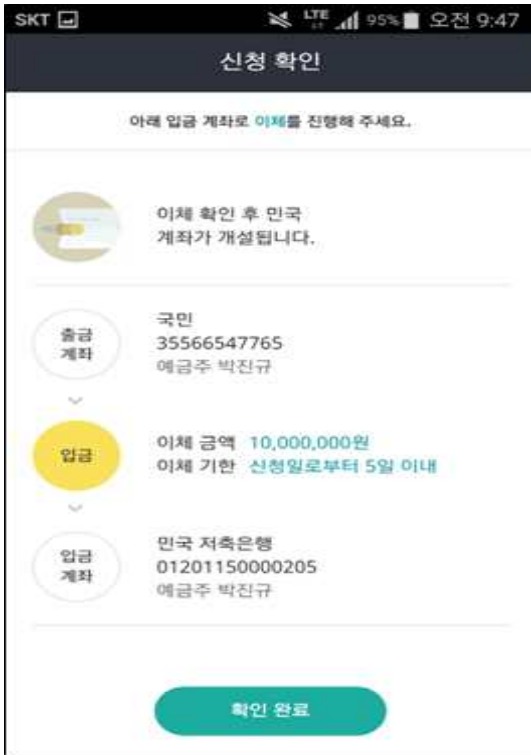 SKT LTE 95% 오전 9:47
신청 확인
아래 입금 계좌로 이체를 진행해 주세요.
이체 확인 후 민국
계좌가 개설됩니다.
출금
계좌
국민
35566547765
예금주 박진규
입금
이체 금액 10,000,000원
이체 기한 신청일로부터 5일 이내
입금
계좌
민국 저축은행
01201150000205
예금주 박진규
확인 완료